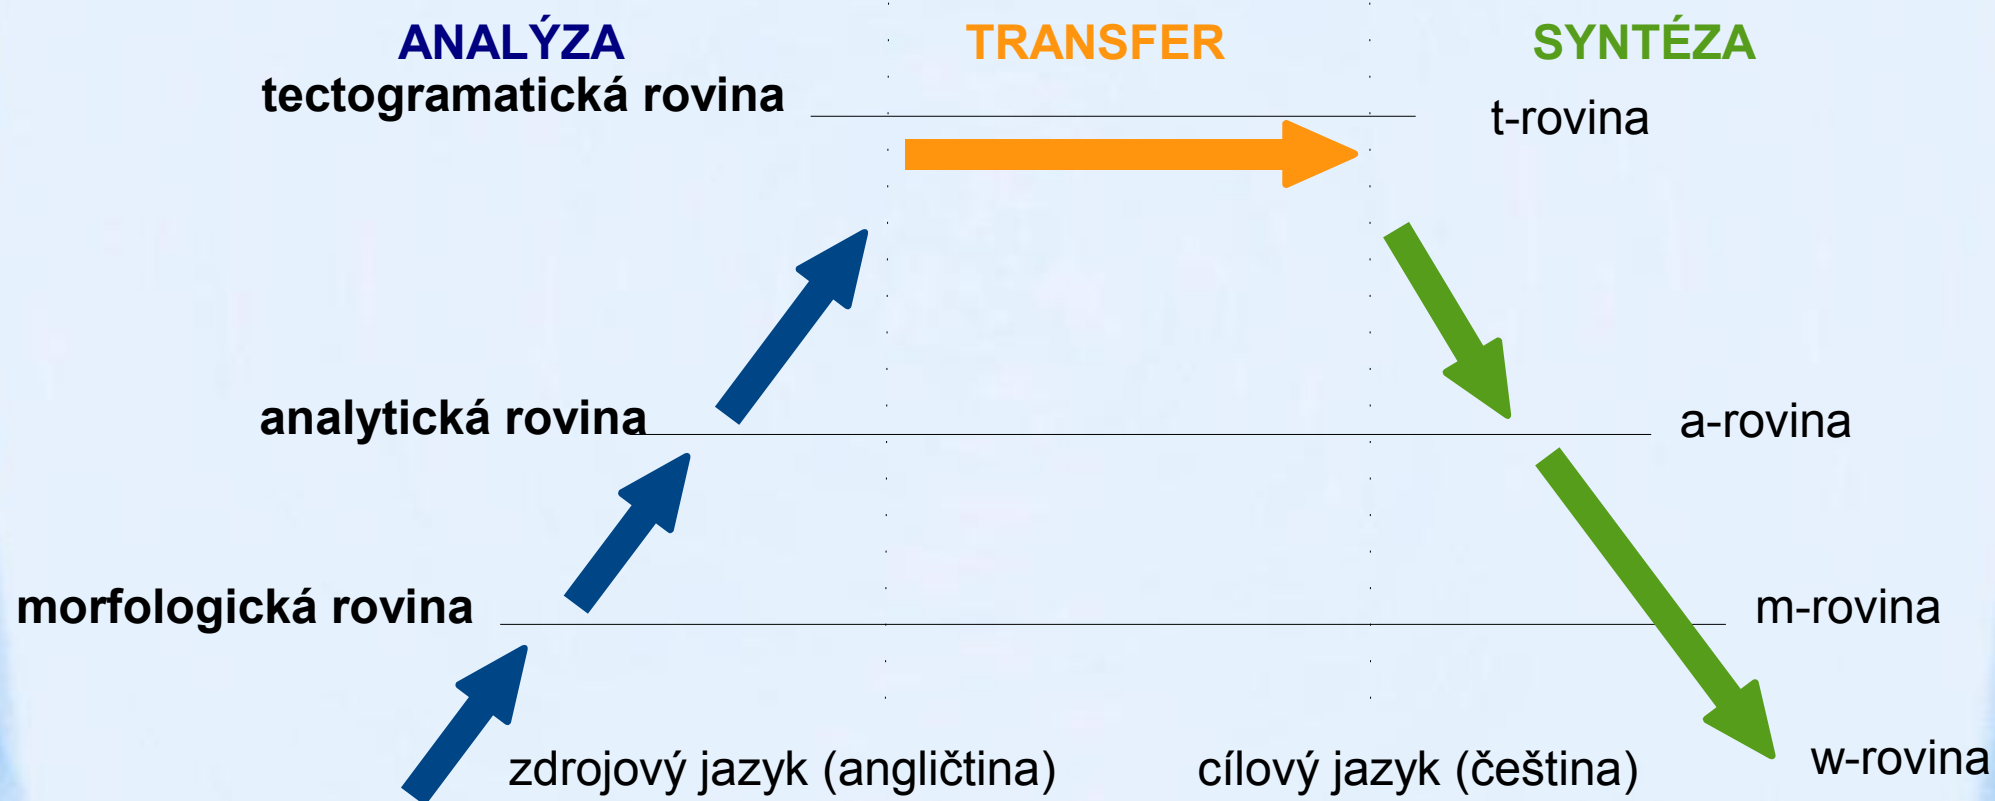 ANALÝZA
TRANSFER
SYNTÉZA
tectogramatická rovina
t-rovina
analytická rovina
a-rovina
morfologická rovina
m-rovina
zdrojový jazyk (angličtina)
cílový jazyk (čeština)
w-rovina